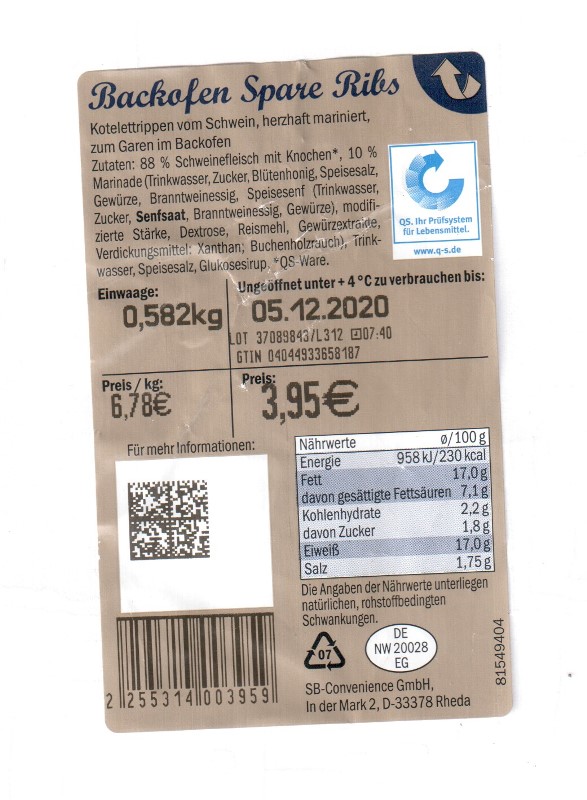 Backofen Spare Ribs
Kotelettrippen vom Schwein, herzhaft mariniert,
zum Garen im Backofen
Zutaten: 88 % Schweinefleisch mit Knochen*, 10 %
Marinade (Trinkwasser, Zucker, Blütenhonig, Speisesalz,
Gewürze, Branntweinessig, Speisesenf (Trinkwasser,
Zucker, Senfsaat, Branntweinessig, Gewürze), modifi-
zierte Stärke, Dextrose, Reismehl, Gewürzextrakte,
Verdickungsmittel: Xanthan; Buchenholzrauch), Trink-
wasser, Speisesalz, Glukosesirup. *QS-Ware.
QS. Ihr Prüfsystem
für Lebensmittel.
www.q-s.de
Einwaage:
0,582kg
Ungeöffnet unter + 4 °C zu verbrauchen bis:
05.12.2020
LOT 37089843/L312 07:40
GTIN 04044933658187
Preis / kg:
6,78€
Preis:
3,95€
Für mehr Informationen:
Nährwerte ø/100 g
Energie 958 kJ/230 kcal
Fett 17,0 g
davon gesättigte Fettsäuren 7,1 g
Kohlenhydrate 2,2 g
davon Zucker 1,8 g
Eiweiß 17,0 g
Salz 1,75 g
Die Angaben der Nährwerte unterliegen
natürlichen, rohstoffbedingten
Schwankungen.
07
DE
NW 20028
EG
SB-Convenience GmbH,
In der Mark 2, D-33378 Rheda
81549404
2 255314 003959